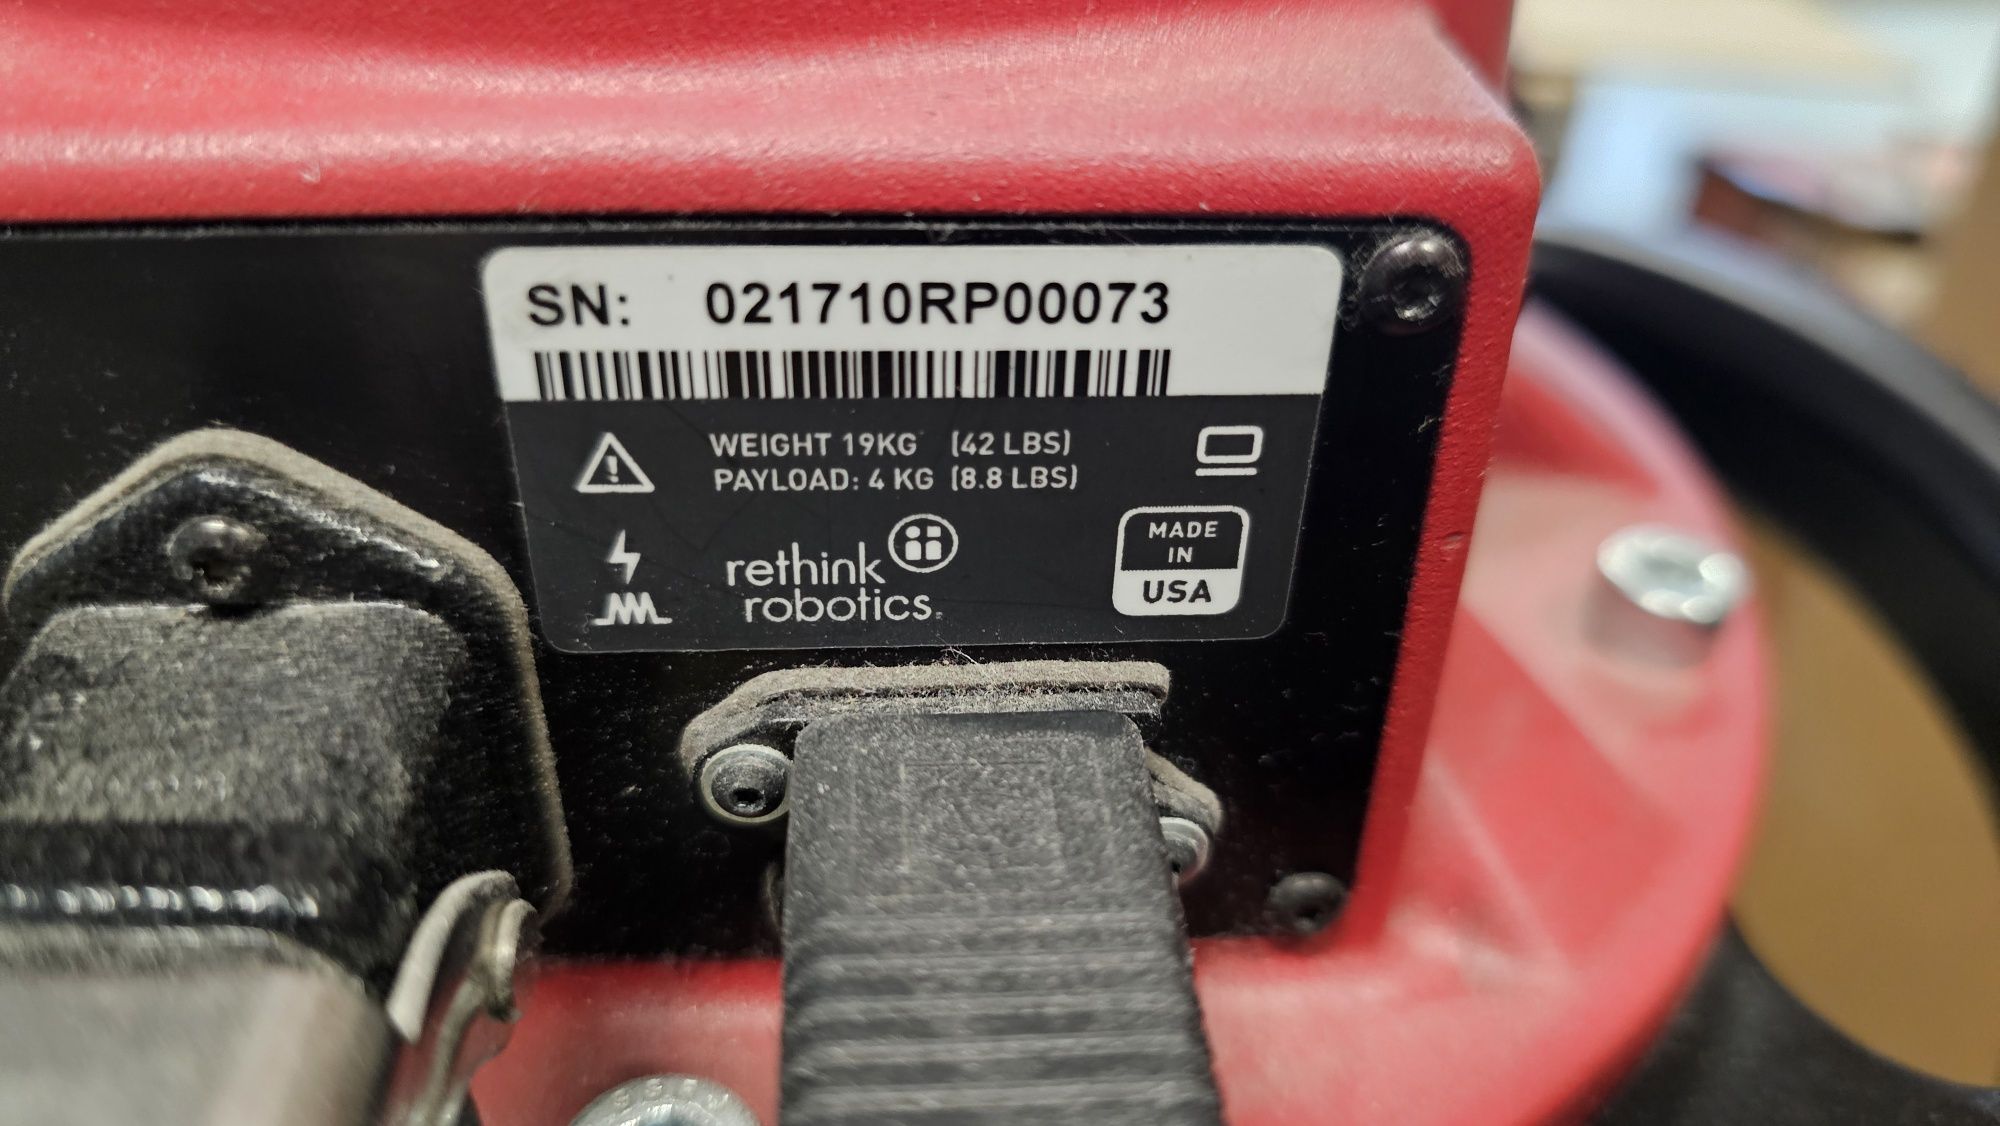 SN: 021710RP00073
WEIGHT 19KG (42 LBS)
PAYLOAD: 4 KG (8.8 LBS)
rethink
robotics
MADE
IN
USA